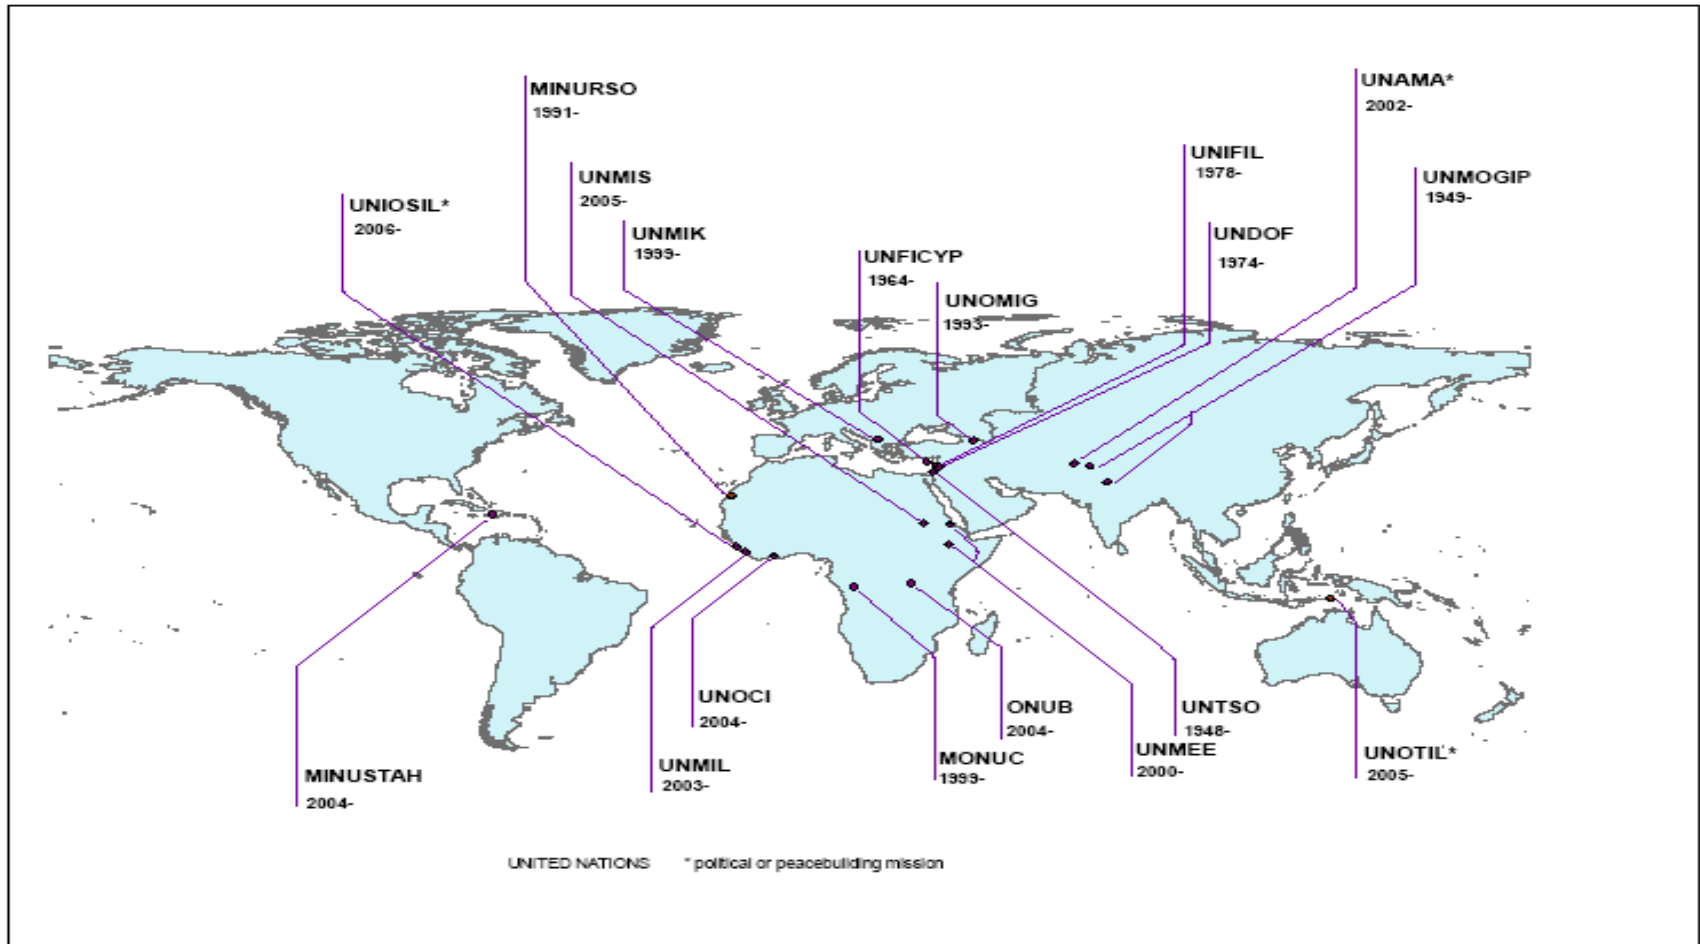 MINURSO
1991-
UNAMA*
2002-
UNIFIL
1978-
UNMIS
2005-
UNMOGIP
1949-
UNIOSIL*
2006-
UNMIK
1999-
UNDOF
1974-
UNFICYP
1964-
UNOMIG
1993-
UNOCI
2004-
ONUB
2004-
UNTSO
1948-
UNMEE
2000-
UNOTIL*
2005-
MONUC
1999-
UNMIL
2003-
MINUSTAH
2004-
UNITED NATIONS * political or peacebuilding mission